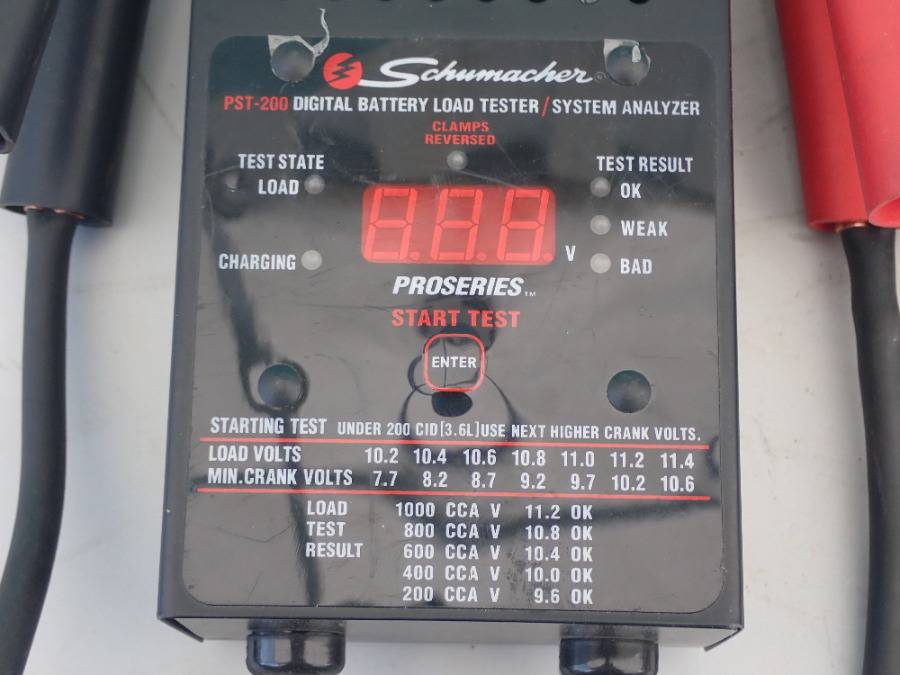 Schumacher
PST-200 DIGITAL BATTERY LOAD TESTER/SYSTEM ANALYZER
CLAMPS
REVERSED
TEST STATE
LOAD
CHARGING
8.8.8. V
TEST RESULT
OK
WEAK
BAD
PROSERIES™
START TEST
ENTER
STARTING TEST UNDER 200 CID[3.6L]USE NEXT HIGHER CRANK VOLTS.
LOAD VOLTS 10.2 10.4 10.6 10.8 11.0 11.2 11.4
MIN.CRANK VOLTS 7.7 8.2 8.7 9.2 9.7 10.2 10.6
LOAD 1000 CCA V 11.2 OK
TEST 800 CCA V 10.8 OK
RESULT 600 CCA V 10.4 OK
400 CCA V 10.0 OK
200 CCA V 9.6 OK